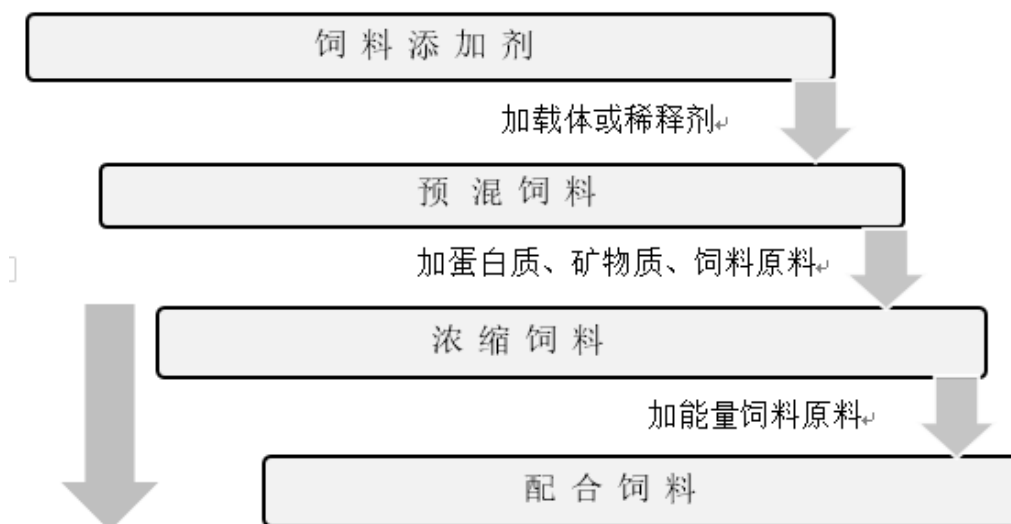 饲料添加剂
加载体或稀释剂
预混饲料
加蛋白质、矿物质、饲料原料
浓缩饲料
加能量饲料原料
配合饲料